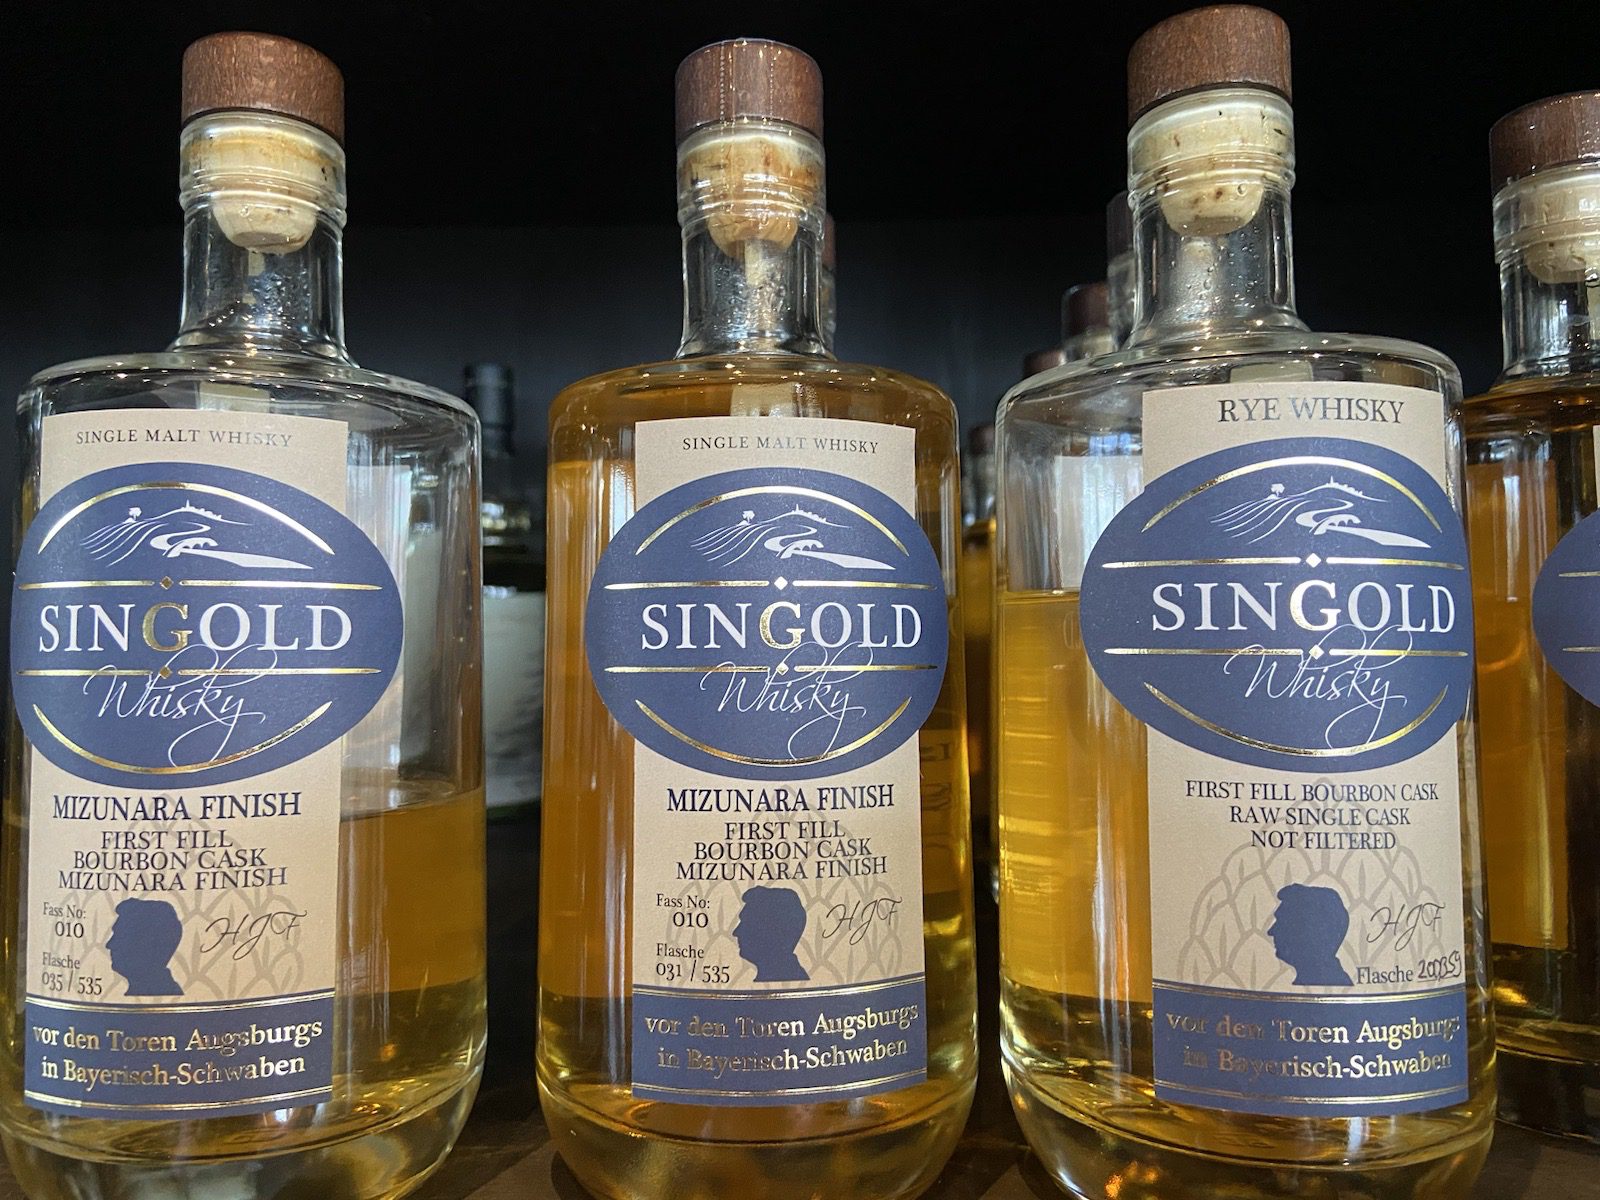 SINGLE MALT WHISKY
SINGOLD
Whisky
MIZUNARA FINISH
FIRST FILL
BOURBON CASK
MIZUNARA FINISH
Fass No:
010
HJF
Flasche
035 / 535
vor den Toren Augsburgs
in Bayerisch-Schwaben
SINGLE MALT WHISKY
SINGOLD
Whisky
MIZUNARA FINISH
FIRST FILL
BOURBON CASK
MIZUNARA FINISH
Fass No:
010
HJF
Flasche
031 / 535
vor den Toren Augsburgs
in Bayerisch-Schwaben
RYE WHISKY
SINGOLD
Whisky
FIRST FILL BOURBON CASK
RAW SINGLE CASK
NOT FILTERED
HJF
Flasche
vor den Toren Augsburgs
in Bayerisch-Schwaben